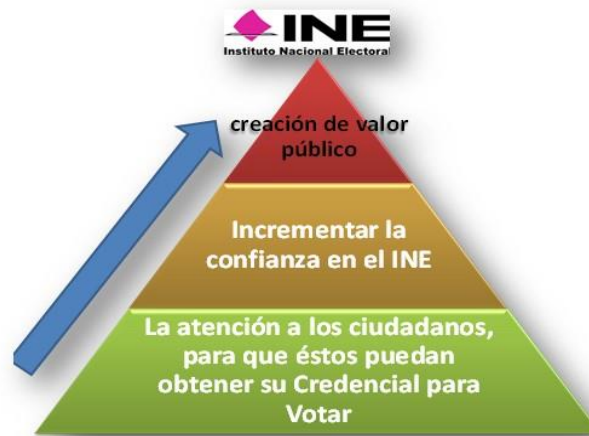 INE
Instituto Nacional Electoral
creación de valor
público
Incrementar la
confianza en el INE
La atención a los ciudadanos,
para que éstos puedan
obtener su Credencial para
Votar